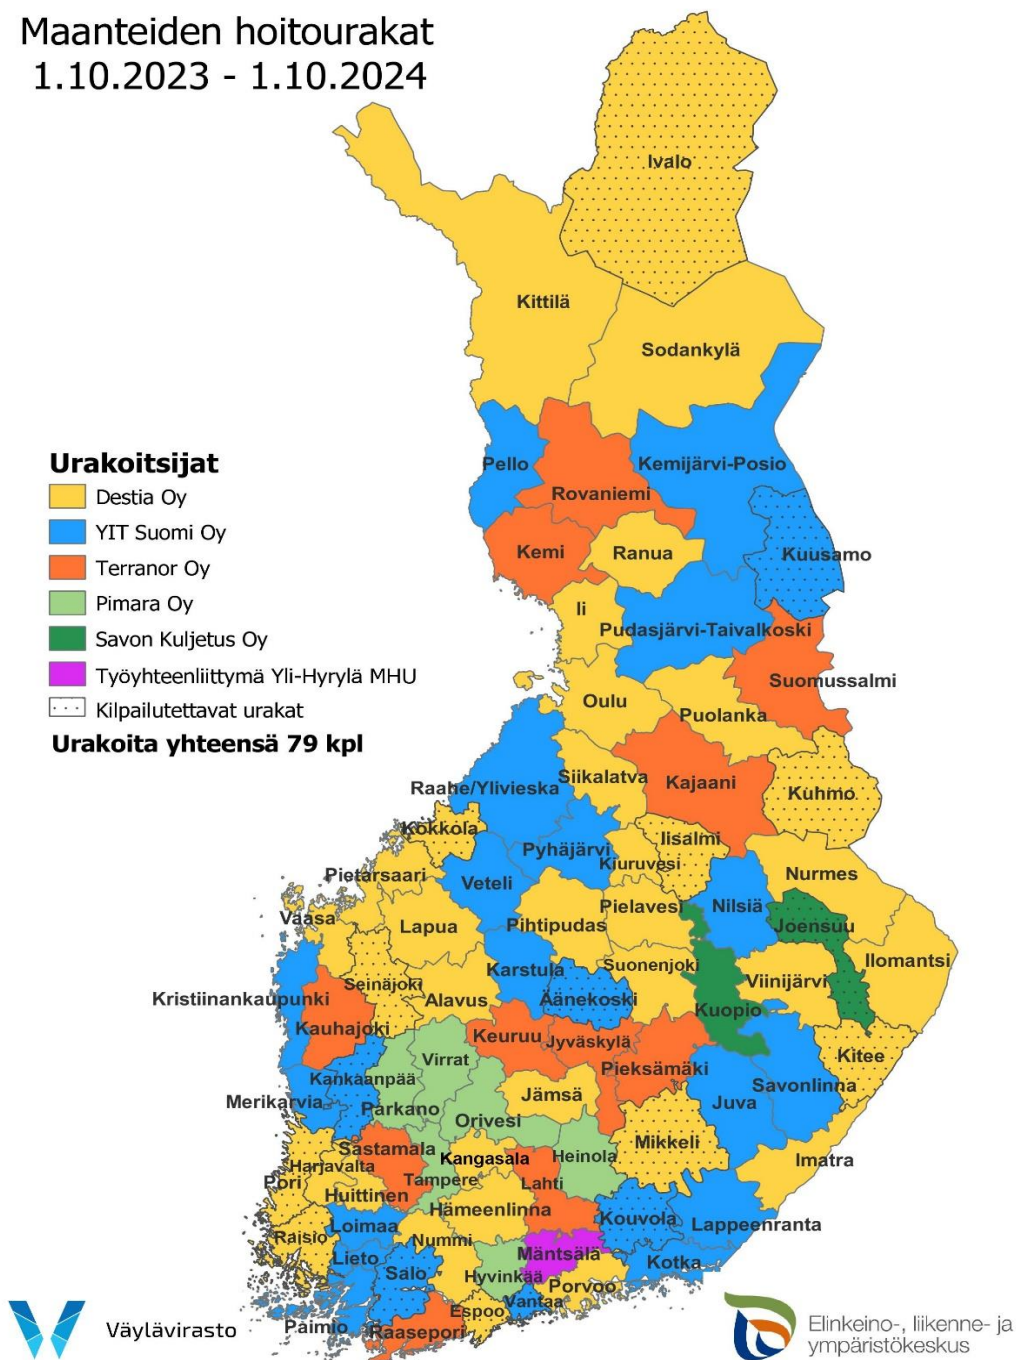 Maanteiden hoitourakat
1.10.2023 - 1.10.2024
Ivalo
Kittilä
Sodankylä
Urakoitsijat
Destia Oy
YIT Suomi Oy
Terranor Oy
Pimara Oy
Savon Kuljetus Oy
Työyhteenliittymä Yli-Hyrylä MHU
Kilpailutettavat urakat
Urakoita yhteensä 79 kpl
Pello
Kemijärvi-Posio
Rovaniemi
Kemi
Ranua
Kuusamo
Ii
Pudasjärvi-Taivalkoski
Suomussalmi
Oulu
Puolanka
Siikalatva
Kajaani
Raahe/Ylivieska
Kuhmo
Kokkola
Iisalmi
Pyhäjärvi
Kiuruvesi
Pietarsaari
Veteli
Nurmes
Vaasa
Lapua
Pihtipudas
Pielavesi
Nilsiä
Joensuu
Karstula
Suonenjoki
Viinijärvi
Ilomantsi
Seinäjoki
Kristiinankaupunki
Alavus
Äänekoski
Kuopio
Kauhajoki
Keuruu
Jyväskylä
Virrat
Pieksämäki
Kitee
Kankaanpää
Savonlinna
Merikarvia
Parkano
Jämsä
Juva
Orivesi
Mikkeli
Sastamala
Kangasala
Heinola
Imatra
Harjavalta
Pori
Tampere
Lahti
Huittinen
Hämeenlinna
Loimaa
Kouvola
Lappeenranta
Raisio
Nummi
Mäntsälä
Lieto
Kotka
Salo
Hyvinkää
Porvoo
Vantaa
Espoo
Paimio
Raasepori
Väylävirasto
Elinkeino-, liikenne- ja
ympäristökeskus